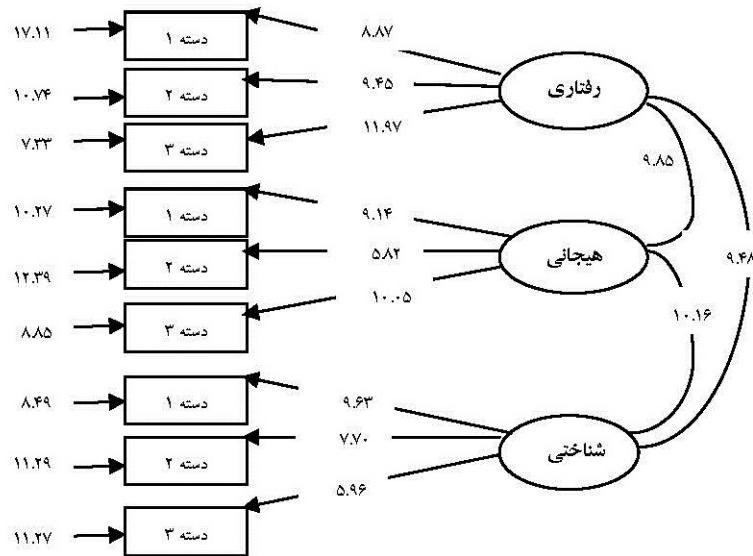 ۱۷.۱۱
دسته ۱
۸.۸۷
۱۰.۷۴
دسته ۲
۹.۴۵
رفتاری
۷.۳۳
دسته ۳
۱۱.۹۷
۹.۸۵
۱۰.۲۷
دسته ۱
۹.۱۴
۱۲.۳۹
دسته ۲
۵.۸۲
هیجانی
۹.۴۸
۸.۸۵
دسته ۳
۱۰.۰۵
۱۰.۱۶
۸.۴۹
دسته ۱
۹.۶۳
۱۱.۲۹
دسته ۲
۷.۷۰
شناختی
۱۱.۲۷
دسته ۳
۵.۹۶